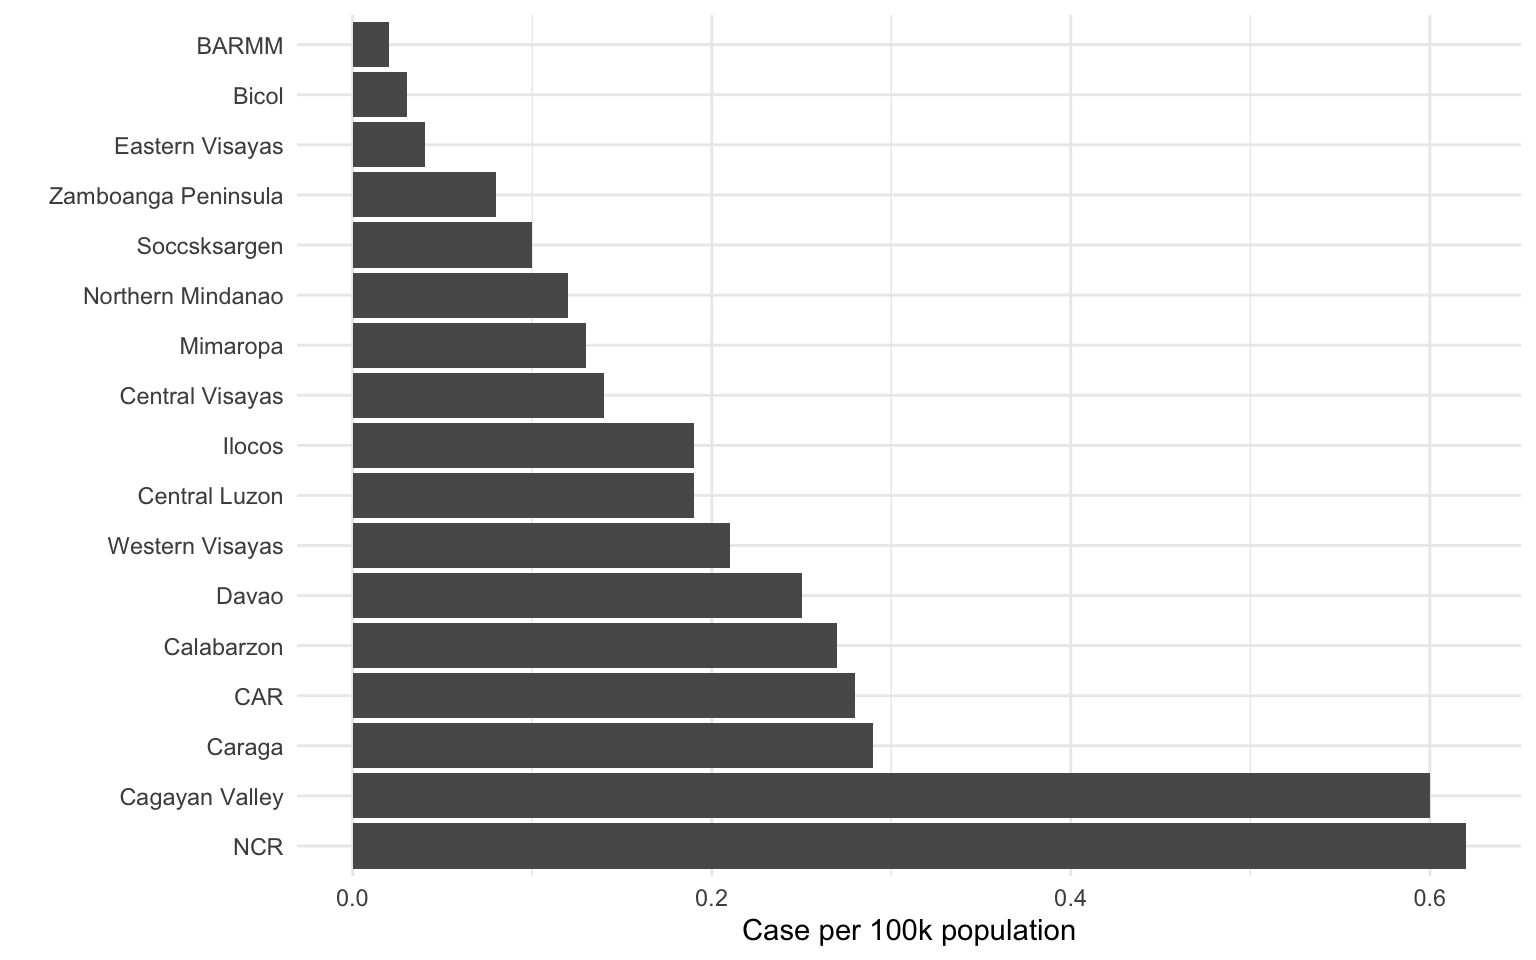 BARMM
Bicol
Eastern Visayas
Zamboanga Peninsula
Soccsksargen
Northern Mindanao
Mimaropa
Central Visayas
Ilocos
Central Luzon
Western Visayas
Davao
Calabarzon
CAR
Caraga
Cagayan Valley
NCR
0.0 0.2 0.4 0.6
Case per 100k population